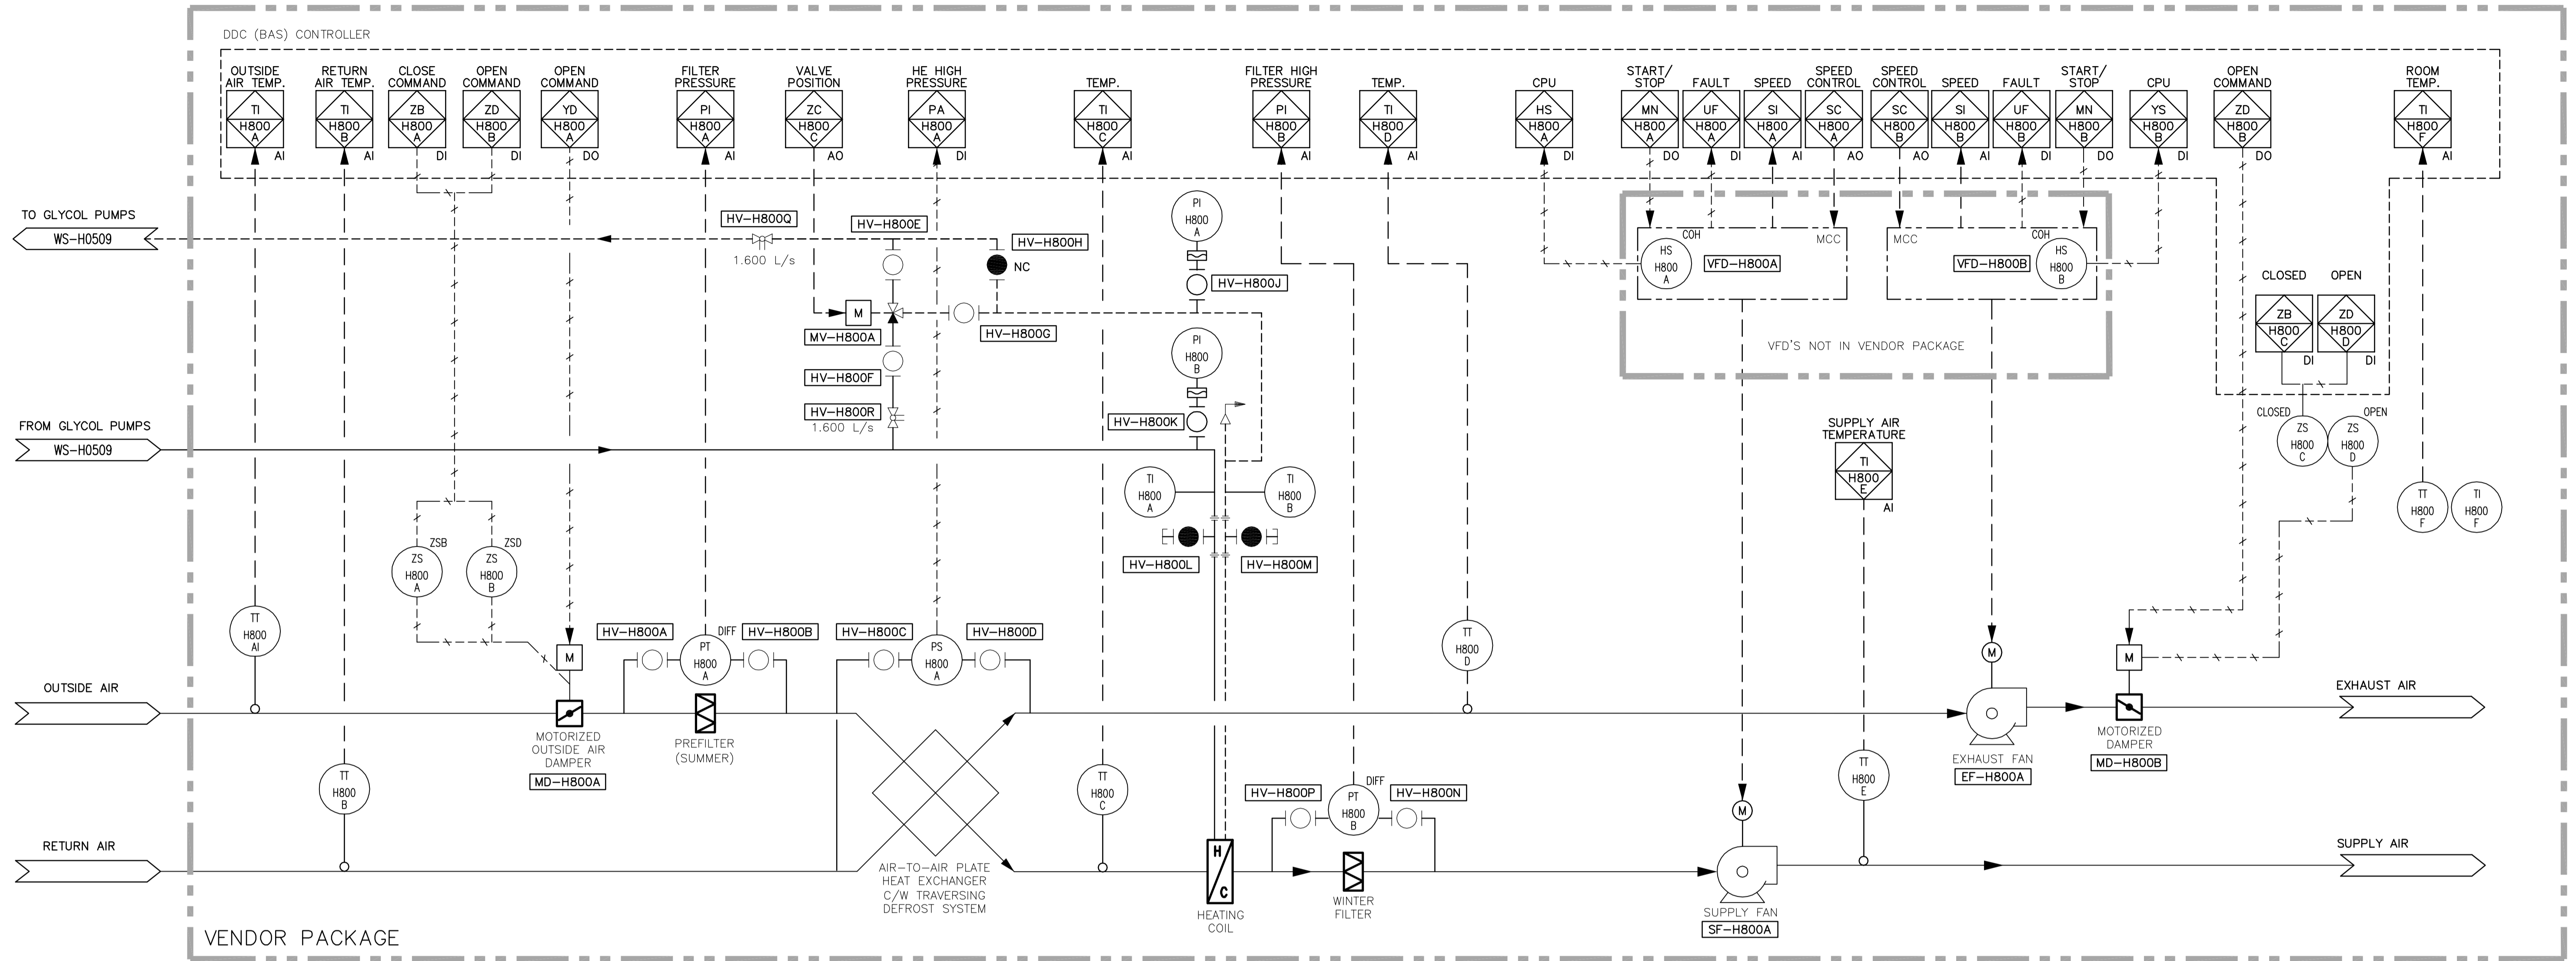 DDC (BAS) CONTROLLER
OUTSIDE
AIR TEMP.
TI
H800
A
AI
RETURN
AIR TEMP.
TI
H800
B
AI
CLOSE
COMMAND
ZB
H800
A
DI
OPEN
COMMAND
ZD
H800
B
DI
OPEN
COMMAND
YD
H800
A
DO
FILTER
PRESSURE
PI
H800
A
AI
VALVE
POSITION
ZC
H800
C
AO
HE HIGH
PRESSURE
PA
H800
A
DI
TEMP.
TI
H800
C
AI
FILTER HIGH
PRESSURE
PI
H800
B
AI
TEMP.
TI
H800
D
AI
CPU
HS
H800
A
DI
START/
STOP
MN
H800
A
DO
FAULT
UF
H800
A
DI
SPEED
SI
H800
A
AI
SPEED
CONTROL
SC
H800
A
AO
SPEED
CONTROL
SC
H800
B
AO
SPEED
SI
H800
B
AI
FAULT
UF
H800
B
DI
START/
STOP
MN
H800
B
DO
CPU
YS
H800
B
DI
OPEN
COMMAND
ZD
H800
B
DO
ROOM
TEMP.
TI
H800
F
AI
TO GLYCOL PUMPS
WS-H0509
HV-H800Q
1.600 L/s
HV-H800E
HV-H800H
NC
PI
H800
A
HV-H800J
M
MV-H800A
HV-H800G
HV-H800F
HV-H800R
1.600 L/s
PI
H800
B
HV-H800K
COH
HS
H800
A
MCC
VFD-H800A
MCC
COH
VFD-H800B
HS
H800
B
VFD'S NOT IN VENDOR PACKAGE
CLOSED
OPEN
ZB
H800
C
DI
ZD
H800
D
DI
CLOSED
ZS
H800
C
OPEN
ZS
H800
D
FROM GLYCOL PUMPS
WS-H0509
SUPPLY AIR
TEMPERATURE
TI
H800
E
AI
TI
H800
A
TI
H800
B
TT
H800
F
TI
H800
F
HV-H800L
HV-H800M
ZSB
ZS
H800
A
ZSD
ZS
H800
B
TT
H800
AI
M
HV-H800A
DIFF
PT
H800
A
HV-H800B
HV-H800C
PS
H800
A
HV-H800D
TT
H800
D
M
M
OUTSIDE AIR
EXHAUST AIR
MOTORIZED
OUTSIDE AIR
DAMPER
MD-H800A
PREFILTER
(SUMMER)
EXHAUST FAN
EF-H800A
MOTORIZED
DAMPER
MD-H800B
TT
H800
B
TT
H800
C
HV-H800P
DIFF
PT
H800
B
HV-H800N
M
TT
H800
E
RETURN AIR
SUPPLY AIR
AIR-TO-AIR PLATE
HEAT EXCHANGER
C/W TRAVERSING
DEFROST SYSTEM
H
C
HEATING
COIL
WINTER
FILTER
SUPPLY FAN
SF-H800A
VENDOR PACKAGE